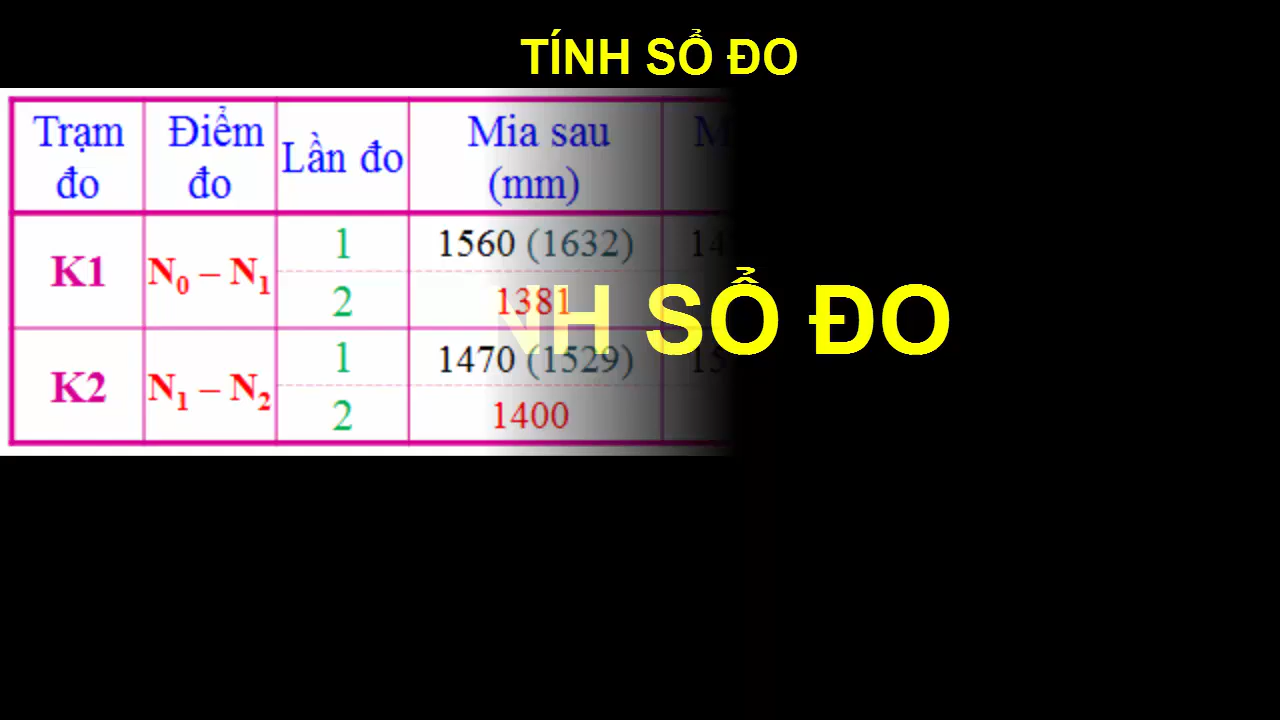 TÍNH SỔ ĐO
Trạm đo Điểm đo Lần đo Mia sau (mm)
K1 N₀ – N₁ 1 1560 (1632)
2 1381
NH SỔ ĐO
K2 N₁ – N₂ 1 1470 (1529)
2 1400